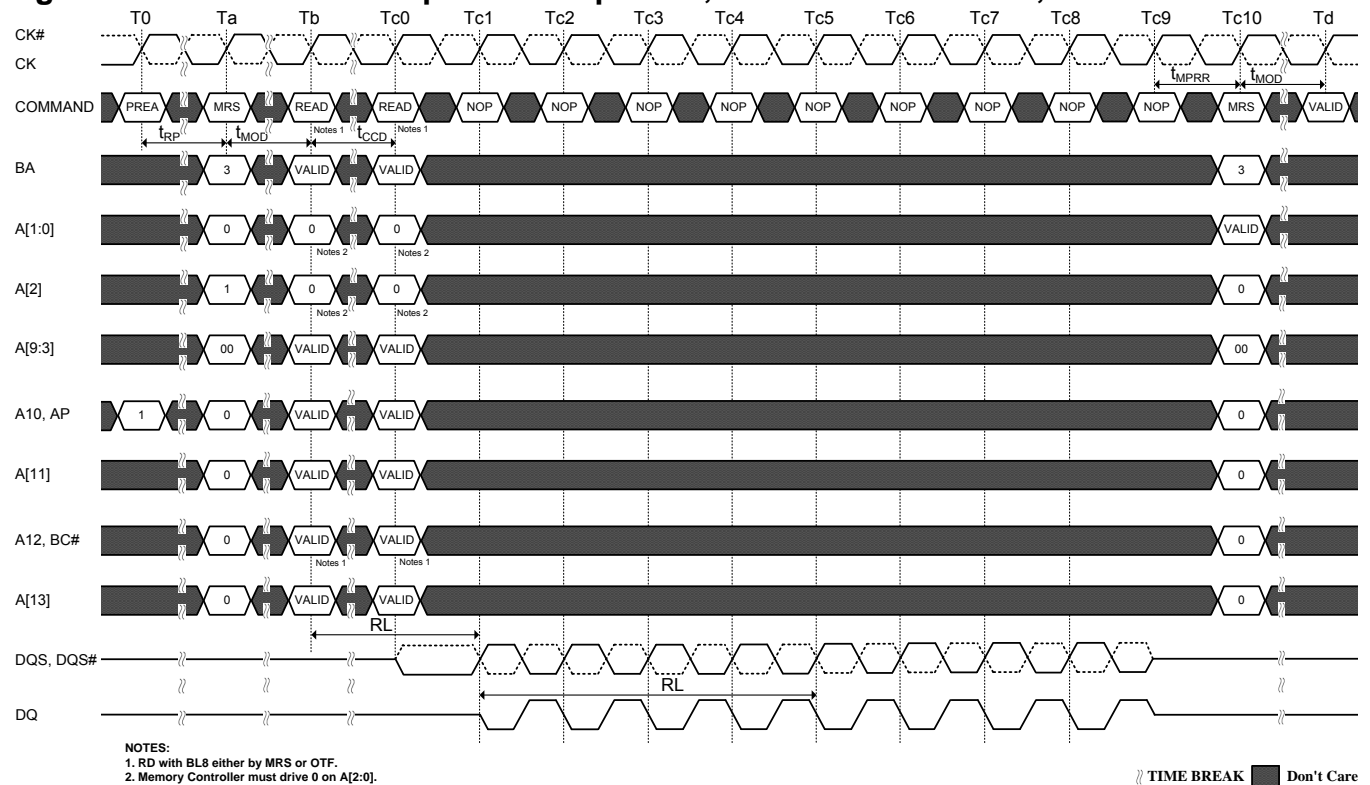 T0 Ta Tb Tc0 Tc1 Tc2 Tc3 Tc4 Tc5 Tc6 Tc7 Tc8 Tc9 Tc10 Td
CK#
CK
tMPRR tMOD
COMMAND PREA MRS READ READ NOP NOP NOP NOP NOP NOP NOP NOP NOP MRS VALID
Notes 1 Notes 1
tRP tMOD tCCD
BA 3 VALID VALID 3
A[1:0] 0 0 0 VALID
Notes 2 Notes 2
A[2] 1 0 0 0
Notes 2 Notes 2
A[9:3] 00 VALID VALID 00
A10, AP 1 0 VALID VALID 0
A[11] 0 VALID VALID 0
A12, BC# 0 VALID VALID 0
Notes 1 Notes 1
A[13] 0 VALID VALID 0
RL
DQS, DQS#
RL
DQ
NOTES:
1. RD with BL8 either by MRS or OTF.
2. Memory Controller must drive 0 on A[2:0].
TIME BREAK Don't Care